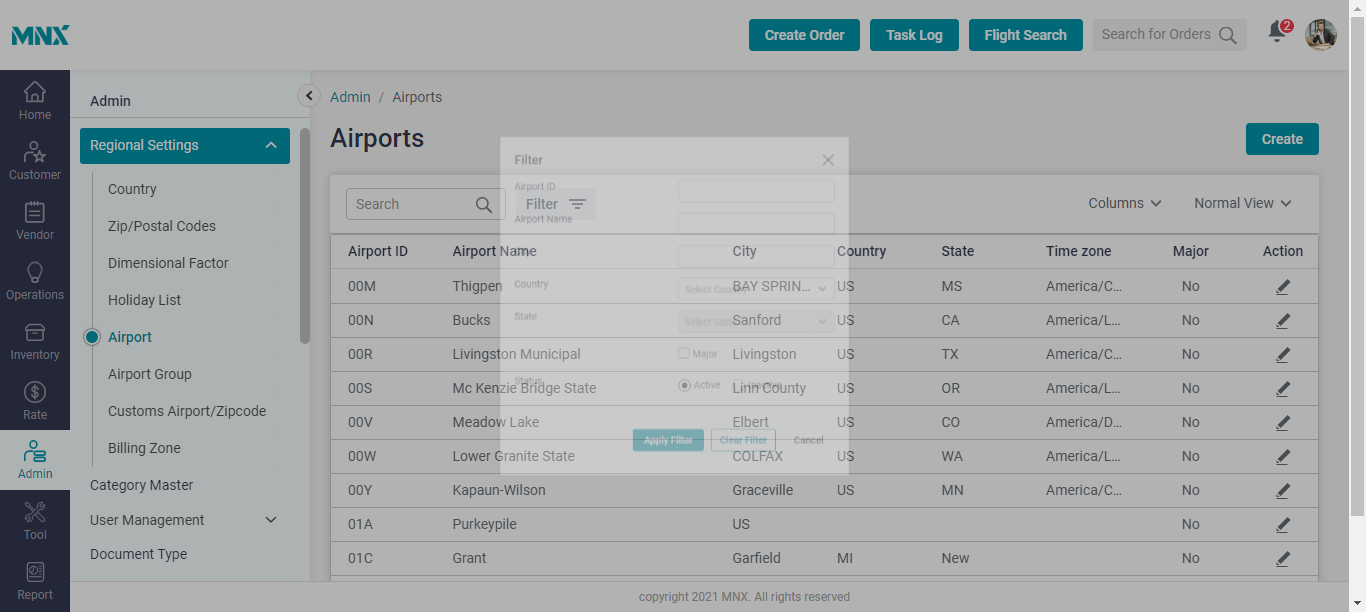 MNX
Create Order
Task Log
Flight Search
Search for Orders
2
Home
Customer
Vendor
Operations
Inventory
Rate
Admin
Tool
Report
Admin
Regional Settings
Country
Zip/Postal Codes
Dimensional Factor
Holiday List
Airport
Airport Group
Customs Airport/Zipcode
Billing Zone
Category Master
User Management
Document Type
Admin / Airports
Airports
Create
Search
Filter
Columns
Normal View
Airport ID Airport Name City Country State Time zone Major Action
00M Thigpen BAY SPRIN... US MS America/C... No
00N Bucks Sanford US CA America/L... No
00R Livingston Municipal Livingston US TX America/C... No
00S Mc Kenzie Bridge State Linn County US OR America/L... No
00V Meadow Lake Elbert US CO America/D... No
00W Lower Granite State COLFAX US WA America/L... No
00Y Kapaun-Wilson Graceville US MN America/C... No
01A Purkeypile US No
01C Grant Garfield MI New No
Filter
Airport ID
Airport Name
Country
Select Country
State
Select State
Major
Status
Active
Apply Filter
Clear Filter
Cancel
copyright 2021 MNX. All rights reserved